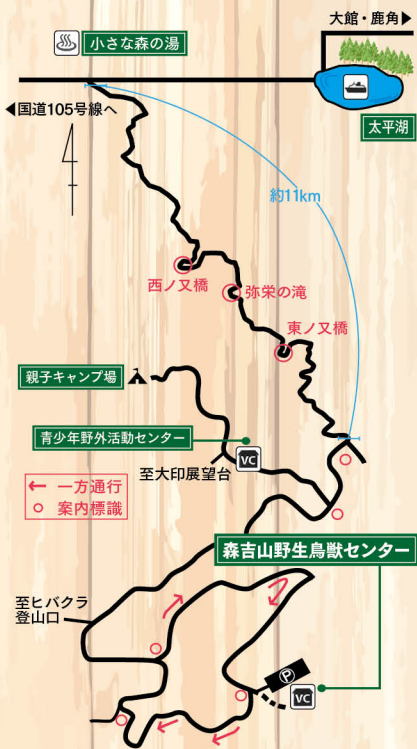 大館・鹿角▶
小さな森の湯
◀国道105号線へ
太平湖
約11km
西ノ又橋
弥栄の滝
東ノ又橋
親子キャンプ場
青少年野外活動センター
VC
至大印展望台
← 一方通行
○ 案内標識
森吉山野生鳥獣センター
至ヒバクラ
登山口
P
VC